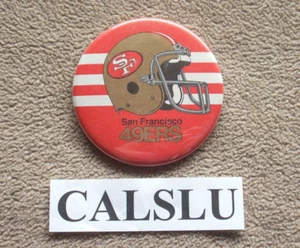 SF
San Francisco
49ERS
CALSLU